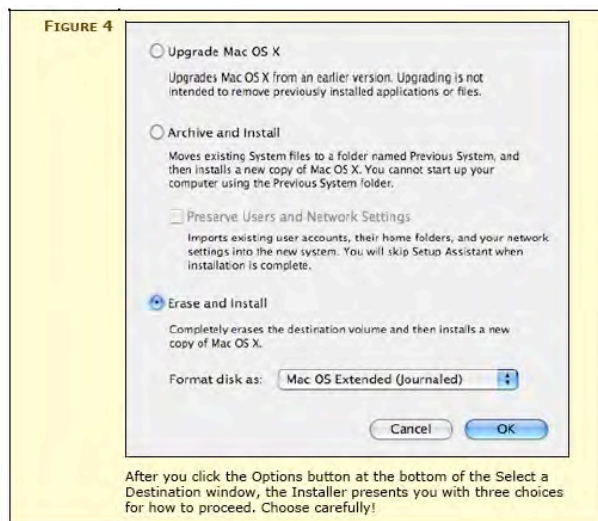 FIGURE 4
Upgrade Mac OS X
Upgrades Mac OS X from an earlier version. Upgrading is not
intended to remove previously installed applications or files.
Archive and Install
Moves existing System files to a folder named Previous System, and
then installs a new copy of Mac OS X. You cannot start up your
computer using the Previous System folder.
Preserve Users and Network Settings
Imports existing user accounts, their home folders, and your network
settings into the new system. You will skip Setup Assistant when
installation is complete.
Erase and Install
Completely erases the destination volume and then installs a new
copy of Mac OS X.
Format disk as: Mac OS Extended (Journaled)
Cancel OK
After you click the Options button at the bottom of the Select a
Destination window, the Installer presents you with three choices
for how to proceed. Choose carefully!